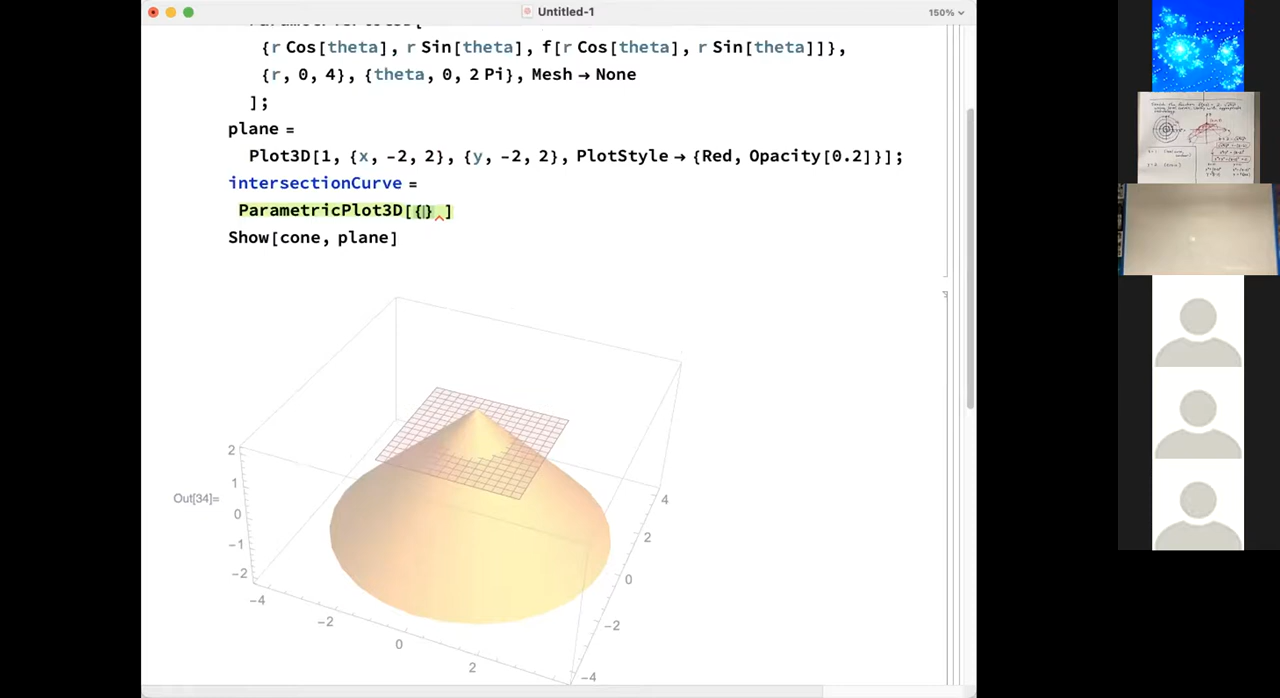 Untitled-1
150%
{r Cos[theta], r Sin[theta], f[r Cos[theta], r Sin[theta]]},
{r, 0, 4}, {theta, 0, 2 Pi}, Mesh → None
];
plane =
Plot3D[1, {x, -2, 2}, {y, -2, 2}, PlotStyle → {Red, Opacity[0.2]}];
intersectionCurve =
ParametricPlot3D[{} ]
Show[cone, plane]
Out[34]=
2
1
0
-1
-2
-4
-2
0
2
4
2
0
-2
-4